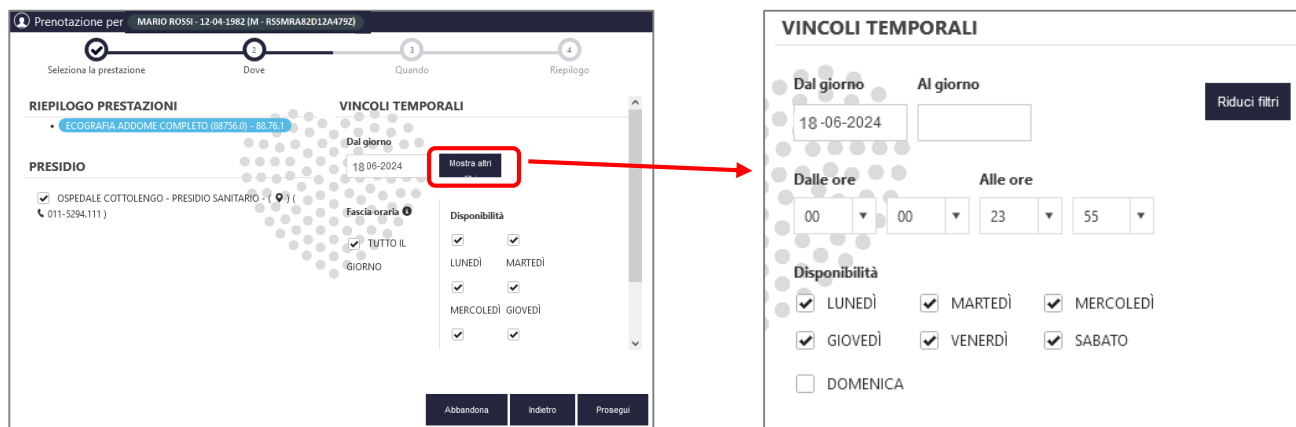 Prenotazione per MARIO ROSSI - 12-04-1982 (M - RSSMRA82D12A479Z)
2
3
4
Seleziona la prestazione
Dove
Quando
Riepilogo
RIEPILOGO PRESTAZIONI
• ECOGRAFIA ADDOME COMPLETO (88756.0) - 88.76.1
PRESIDIO
OSPEDALE COTTOLENGO - PRESIDIO SANITARIO - ( ) (
011-5294.111 )
VINCOLI TEMPORALI
Dal giorno
18 06-2024
Mostra altri
Fascia oraria
TUTTO IL
GIORNO
Disponibilità
LUNEDÌ MARTEDÌ
MERCOLEDÌ GIOVEDÌ
Abbandona
Indietro
Prosegui
VINCOLI TEMPORALI
Dal giorno
Al giorno
18 -06-2024
Riduci filtri
Dalle ore
Alle ore
00
00
23
55
Disponibilità
LUNEDÌ
MARTEDÌ
MERCOLEDÌ
GIOVEDÌ
VENERDÌ
SABATO
DOMENICA